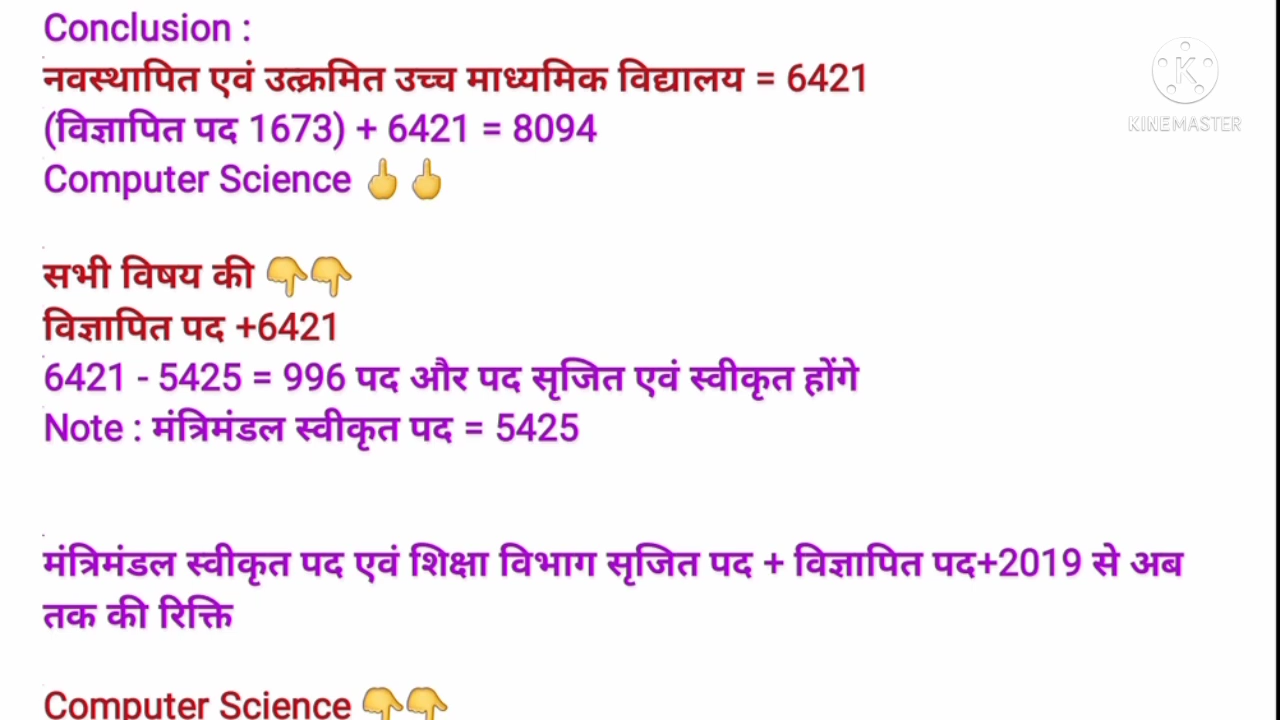 Conclusion :
नवस्थापित एवं उत्क्रमित उच्च माध्यमिक विद्यालय = 6421
(विज्ञापित पद 1673) + 6421 = 8094
Computer Science 🖕🖕
सभी विषय की 👇👇
विज्ञापित पद +6421
6421 - 5425 = 996 पद और पद सृजित एवं स्वीकृत होंगे
Note : मंत्रिमंडल स्वीकृत पद = 5425
मंत्रिमंडल स्वीकृत पद एवं शिक्षा विभाग सृजित पद + विज्ञापित पद+2019 से अब
तक की रिक्ति
Computer Science 👇👇
K
KINEMASTER